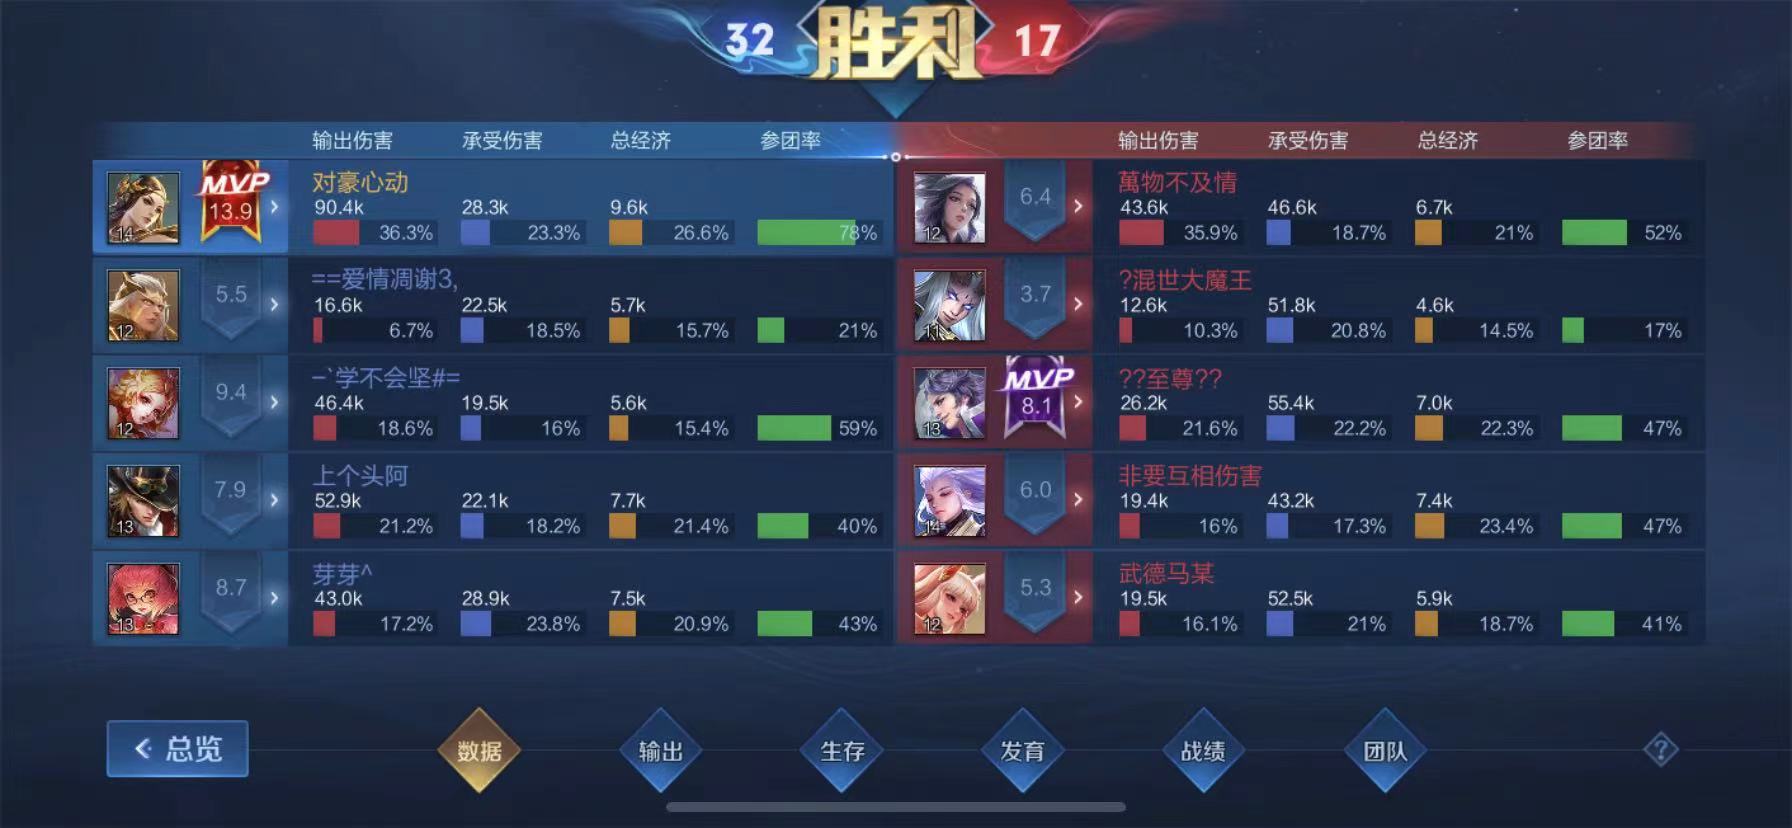 32 胜利 17
输出伤害 承受伤害 总经济 参团率 输出伤害 承受伤害 总经济 参团率
MVP 13.9 14 对豪心动
90.4k 28.3k 9.6k
36.3% 23.3% 26.6% 78%
6.4 12 萬物不及情
43.6k 46.6k 6.7k
35.9% 18.7% 21% 52%
5.5 12 ==爱情凋谢3,
16.6k 22.5k 5.7k
6.7% 18.5% 15.7% 21%
3.7 11 ?混世大魔王
12.6k 51.8k 4.6k
10.3% 20.8% 14.5% 17%
9.4 12 −`学不会坚#=
46.4k 19.5k 5.6k
18.6% 16% 15.4% 59%
MVP 8.1 13 ??至尊??
26.2k 55.4k 7.0k
21.6% 22.2% 22.3% 47%
7.9 13 上个头阿
52.9k 22.1k 7.7k
21.2% 18.2% 21.4% 40%
6.0 14 非要互相伤害
19.4k 43.2k 7.4k
16% 17.3% 23.4% 47%
8.7 13 芽芽^
43.0k 28.9k 7.5k
17.2% 23.8% 20.9% 43%
5.3 12 武德马某
19.5k 52.5k 5.9k
16.1% 21% 18.7% 41%
总览 数据 输出 生存 发育 战绩 团队 ?